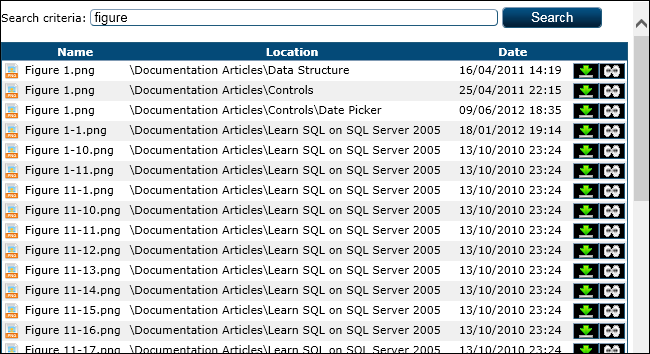 Search criteria: figure Search
Name Location Date
Figure 1.png \Documentation Articles\Data Structure 16/04/2011 14:19
Figure 1.png \Documentation Articles\Controls 25/04/2011 22:15
Figure 1.png \Documentation Articles\Controls\Date Picker 09/06/2012 18:35
Figure 1-1.png \Documentation Articles\Learn SQL on SQL Server 2005 18/01/2012 19:14
Figure 1-10.png \Documentation Articles\Learn SQL on SQL Server 2005 13/10/2010 23:24
Figure 1-11.png \Documentation Articles\Learn SQL on SQL Server 2005 13/10/2010 23:24
Figure 11-1.png \Documentation Articles\Learn SQL on SQL Server 2005 13/10/2010 23:24
Figure 11-10.png \Documentation Articles\Learn SQL on SQL Server 2005 13/10/2010 23:24
Figure 11-11.png \Documentation Articles\Learn SQL on SQL Server 2005 13/10/2010 23:24
Figure 11-12.png \Documentation Articles\Learn SQL on SQL Server 2005 13/10/2010 23:24
Figure 11-13.png \Documentation Articles\Learn SQL on SQL Server 2005 13/10/2010 23:24
Figure 11-14.png \Documentation Articles\Learn SQL on SQL Server 2005 13/10/2010 23:24
Figure 11-15.png \Documentation Articles\Learn SQL on SQL Server 2005 13/10/2010 23:24
Figure 11-16.png \Documentation Articles\Learn SQL on SQL Server 2005 13/10/2010 23:24
Figure 11-17.png \Documentation Articles\Learn SQL on SQL Server 2005 13/10/2010 23:24